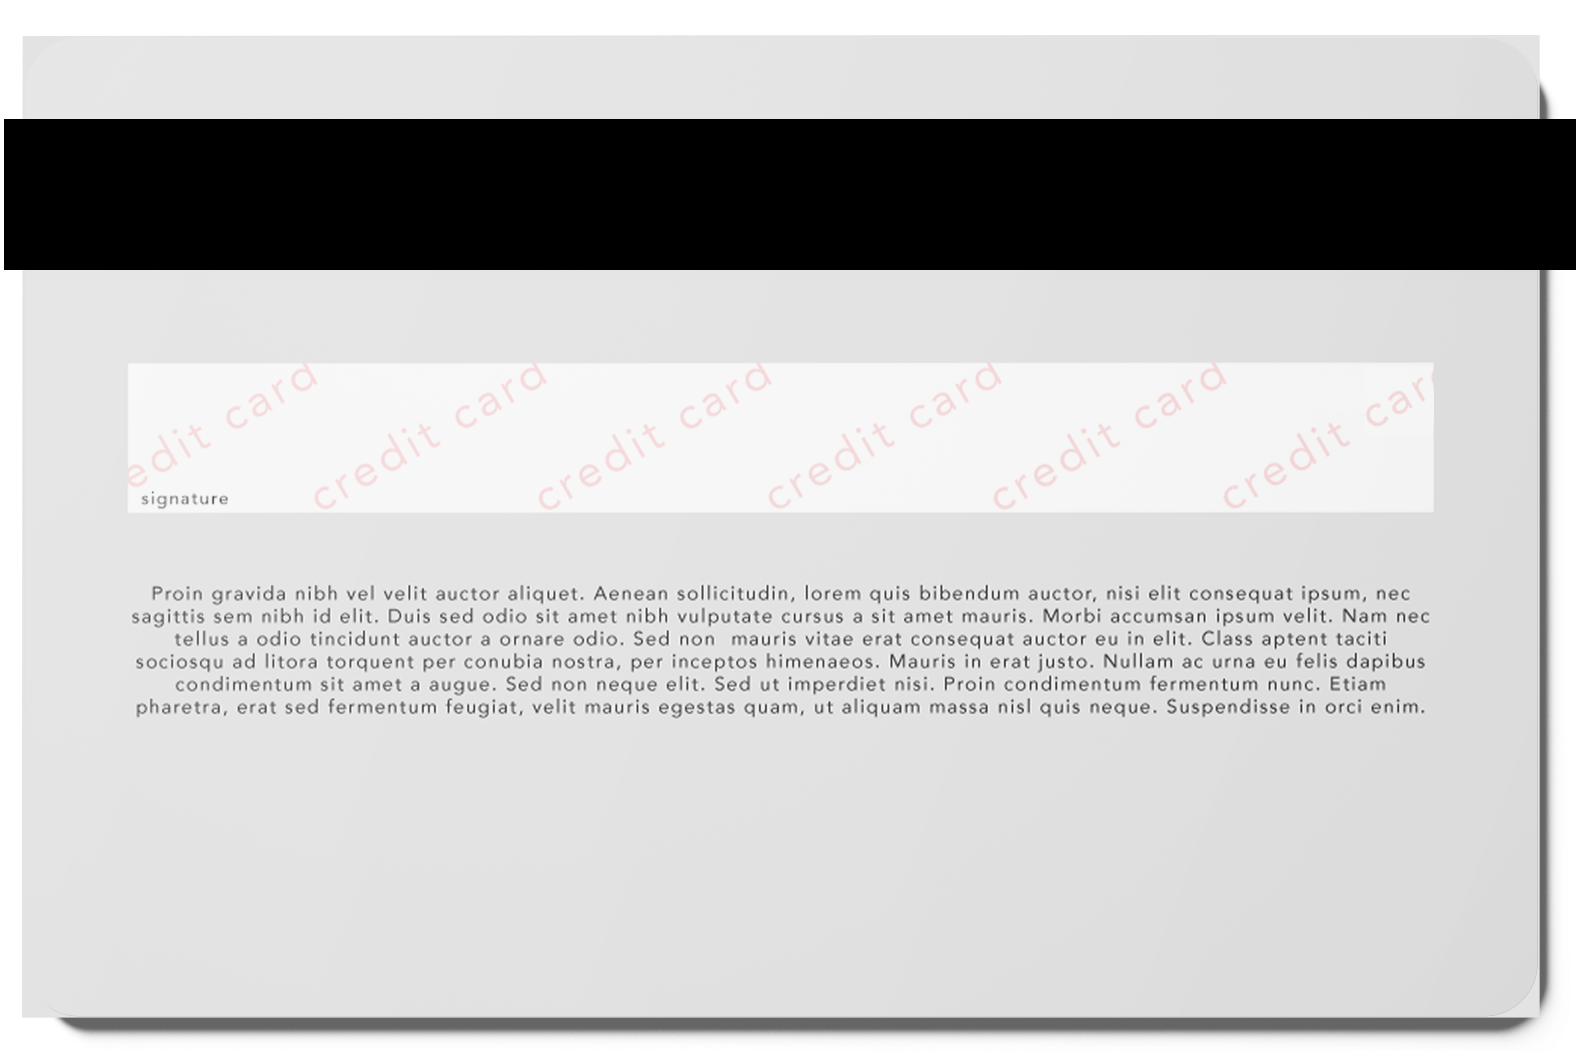 edit card credit card credit card credit card credit card credit car
signature
Proin gravida nibh vel velit auctor aliquet. Aenean sollicitudin, lorem quis bibendum auctor, nisi elit consequat ipsum, nec
sagittis sem nibh id elit. Duis sed odio sit amet nibh vulputate cursus a sit amet mauris. Morbi accumsan ipsum velit. Nam nec
tellus a odio tincidunt auctor a ornare odio. Sed non  mauris vitae erat consequat auctor eu in elit. Class aptent taciti
sociosqu ad litora torquent per conubia nostra, per inceptos himenaeos. Mauris in erat justo. Nullam ac urna eu felis dapibus
condimentum sit amet a augue. Sed non neque elit. Sed ut imperdiet nisi. Proin condimentum fermentum nunc. Etiam
pharetra, erat sed fermentum feugiat, velit mauris egestas quam, ut aliquam massa nisl quis neque. Suspendisse in orci enim.